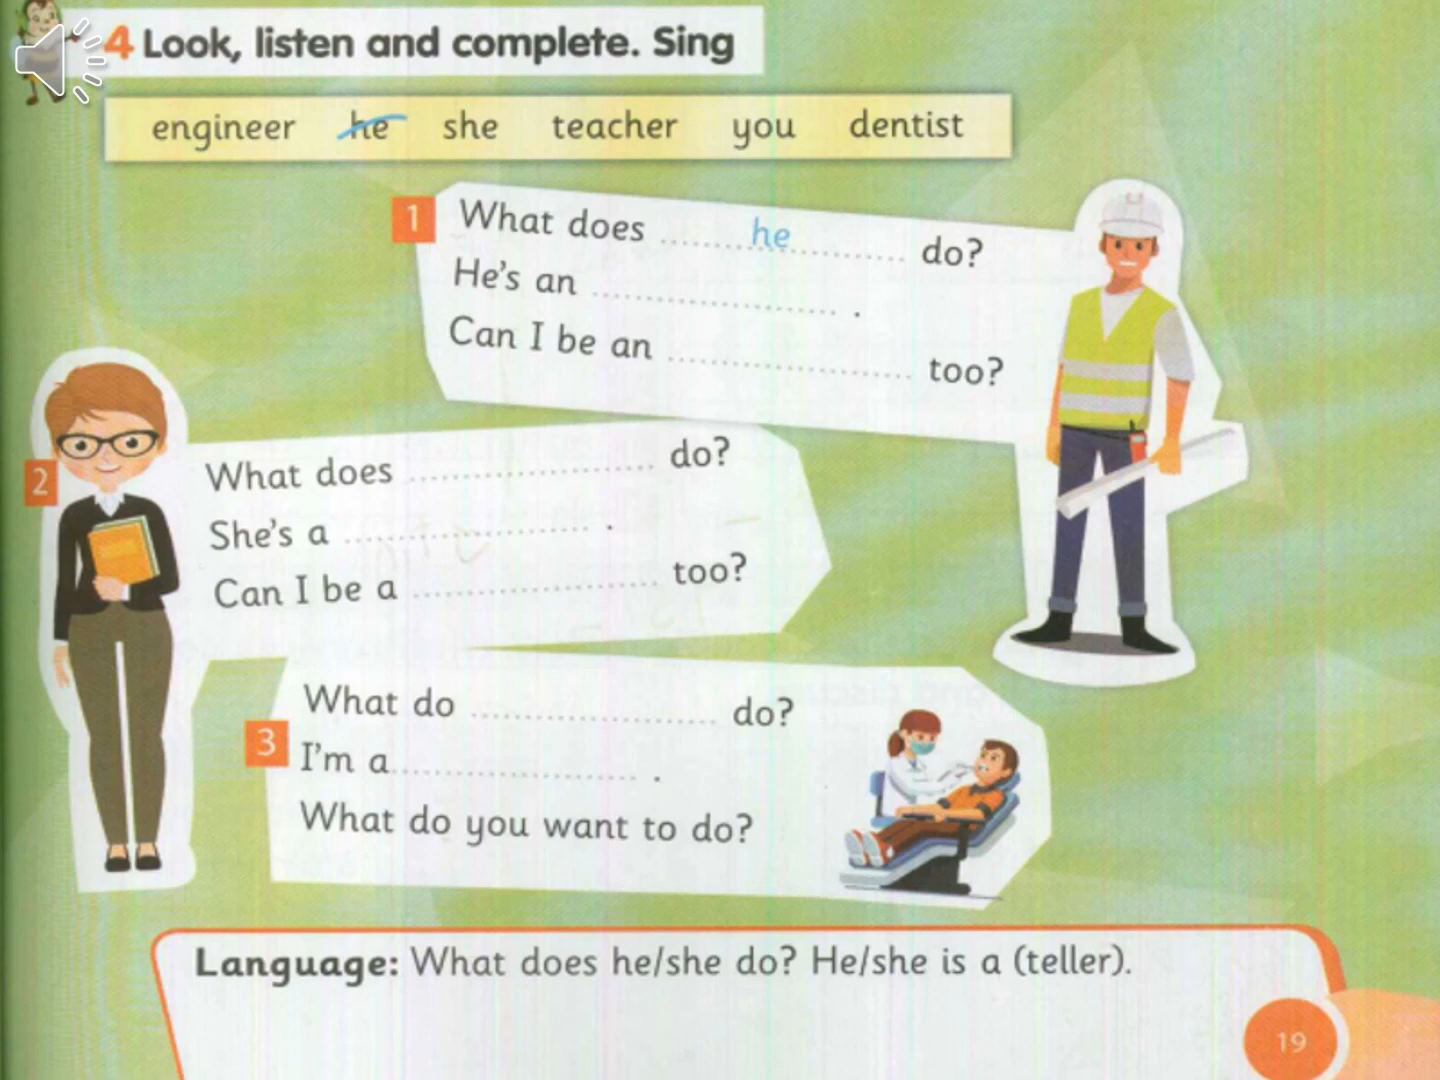 4 Look, listen and complete. Sing
engineer he she teacher you dentist
1 What does ........ he ........ do?
He's an ........................ .
Can I be an ........................ too?
2 What does ........................ do?
She's a ........................ .
Can I be a ........................ too?
3 What do ........................ do?
I'm a........................ .
What do you want to do?
Language: What does he/she do? He/she is a (teller).
19